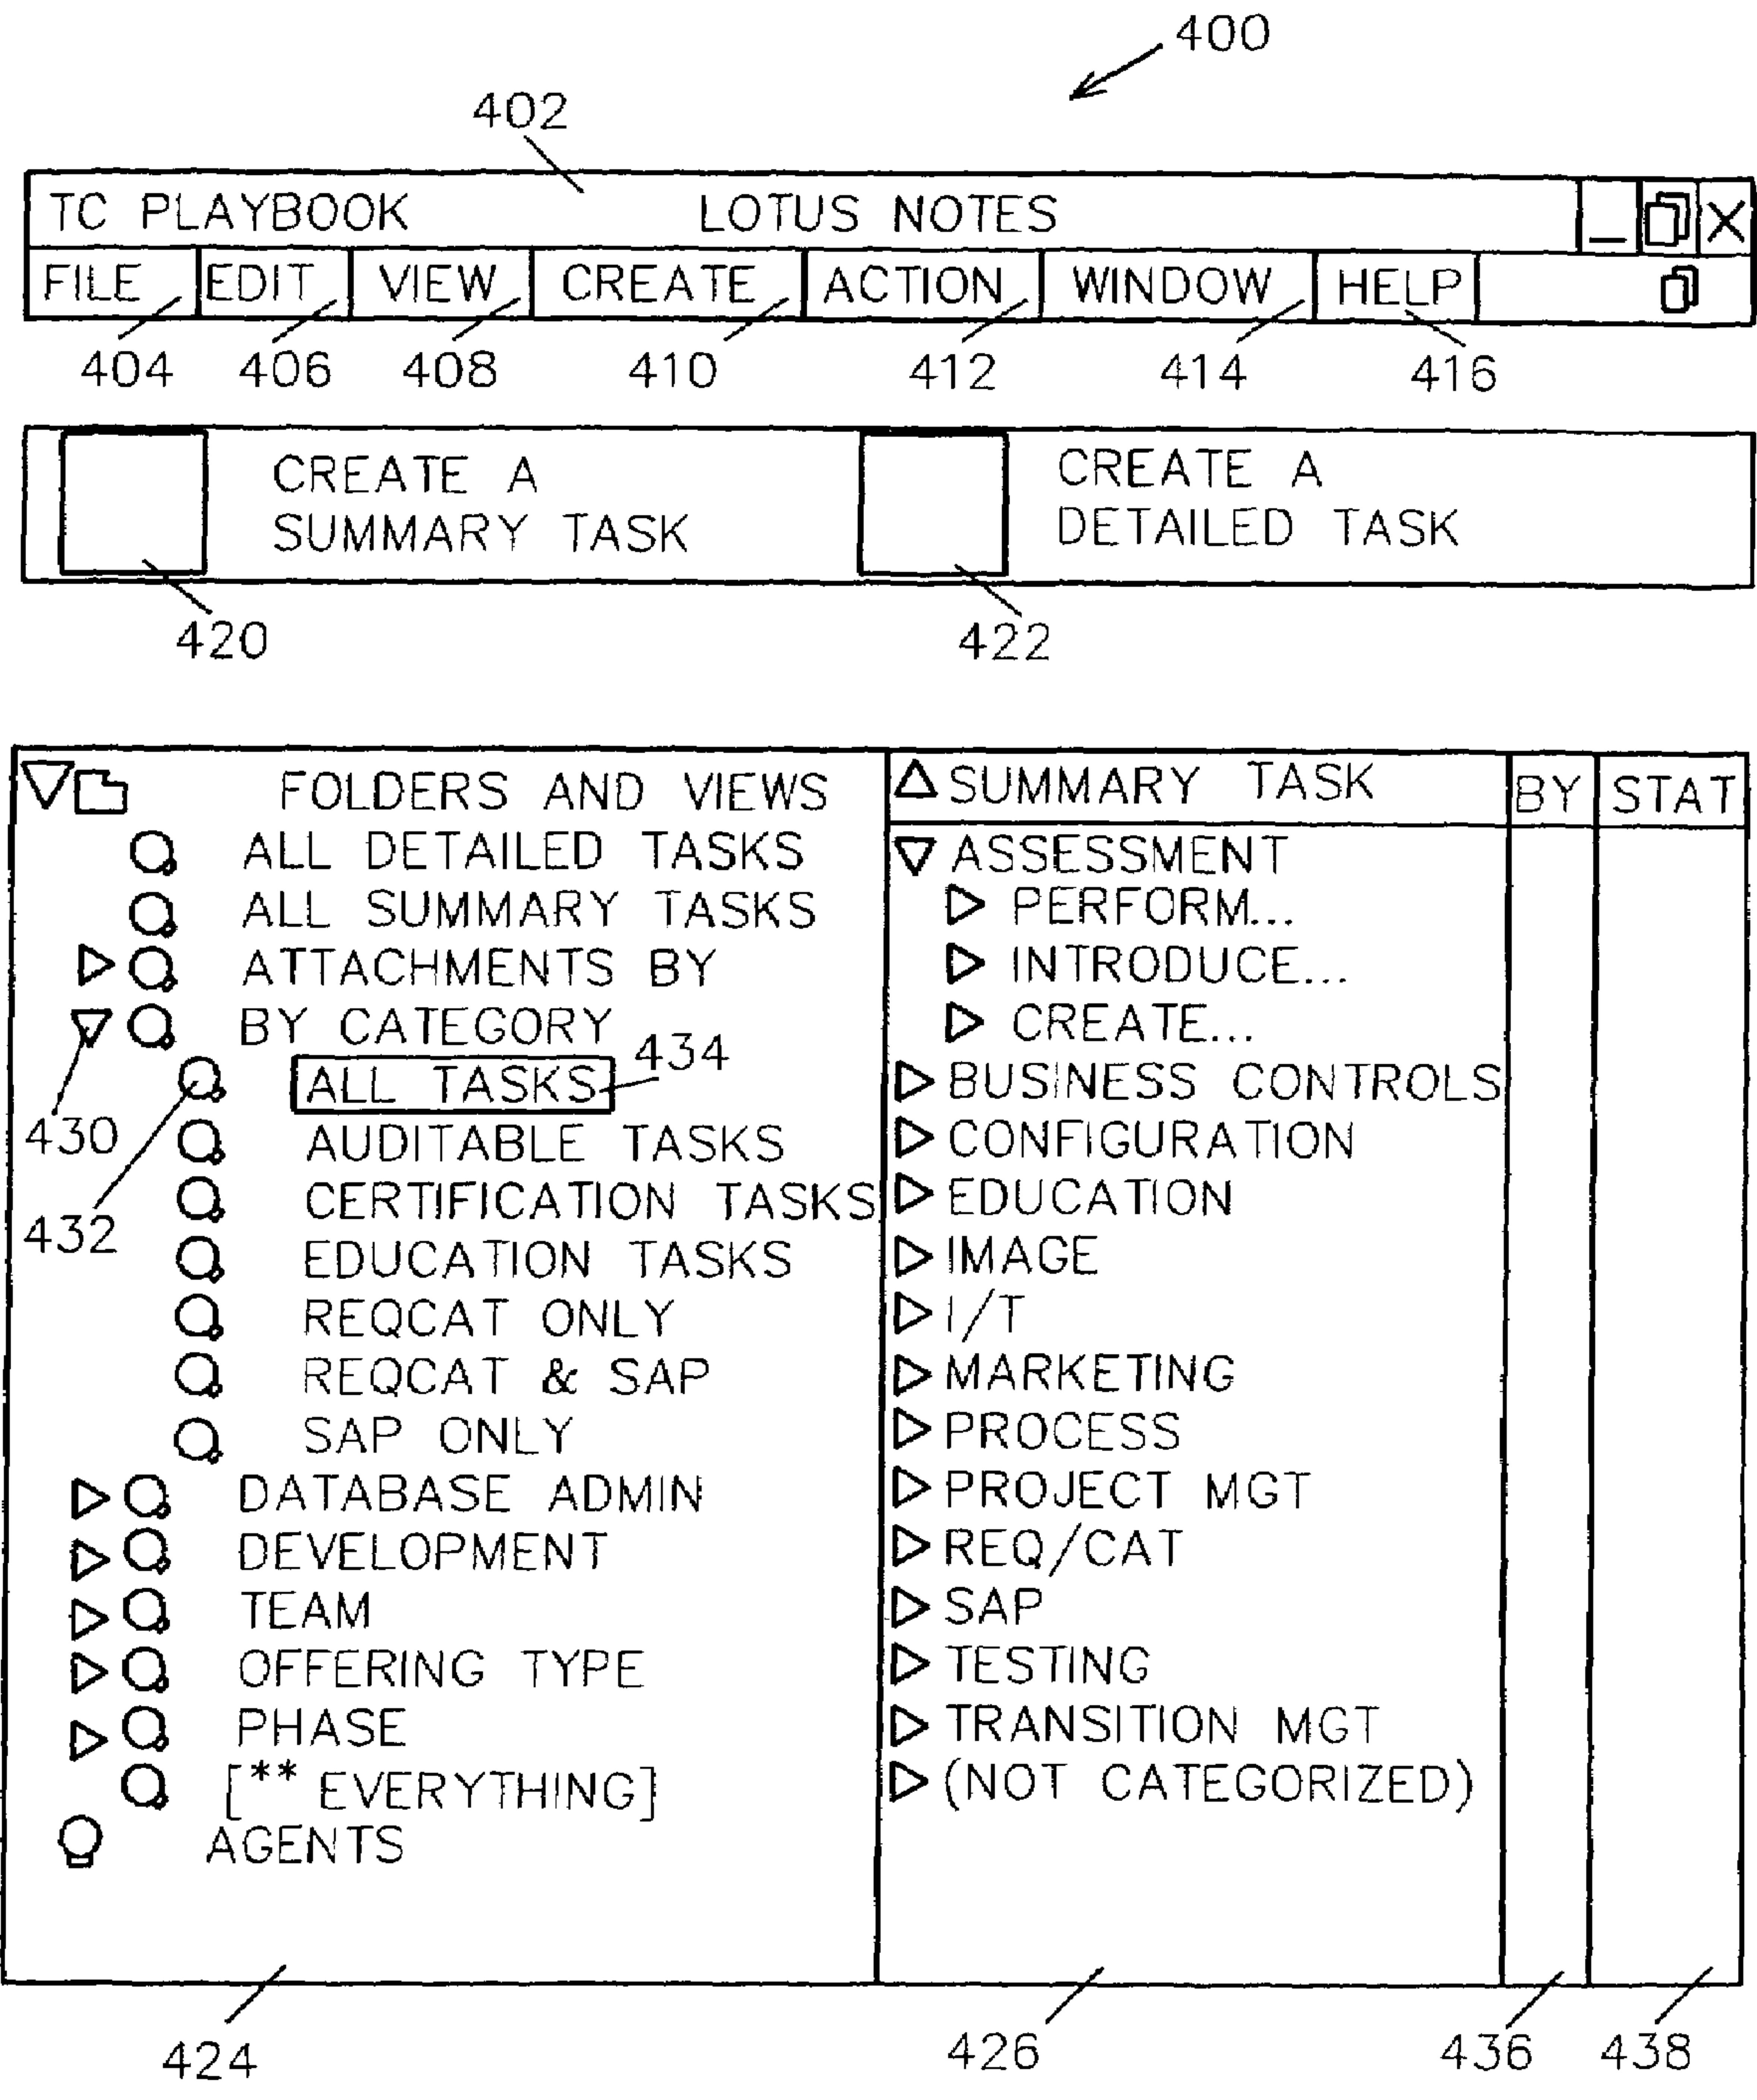 400
402
TC PLAYBOOK LOTUS NOTES _ X
FILE EDIT VIEW CREATE ACTION WINDOW HELP
404 406 408 410 412 414 416
CREATE A
SUMMARY TASK
CREATE A
DETAILED TASK
420 422
FOLDERS AND VIEWS
ALL DETAILED TASKS
ALL SUMMARY TASKS
ATTACHMENTS BY
BY CATEGORY
434
ALL TASKS
430
AUDITABLE TASKS
CERTIFICATION TASKS
432
EDUCATION TASKS
REQCAT ONLY
REQCAT & SAP
SAP ONLY
DATABASE ADMIN
DEVELOPMENT
TEAM
OFFERING TYPE
PHASE
[** EVERYTHING]
AGENTS
SUMMARY TASK BY STAT
ASSESSMENT
PERFORM...
INTRODUCE...
CREATE...
BUSINESS CONTROLS
CONFIGURATION
EDUCATION
IMAGE
I/T
MARKETING
PROCESS
PROJECT MGT
REQ/CAT
SAP
TESTING
TRANSITION MGT
(NOT CATEGORIZED)
424 426 436 438